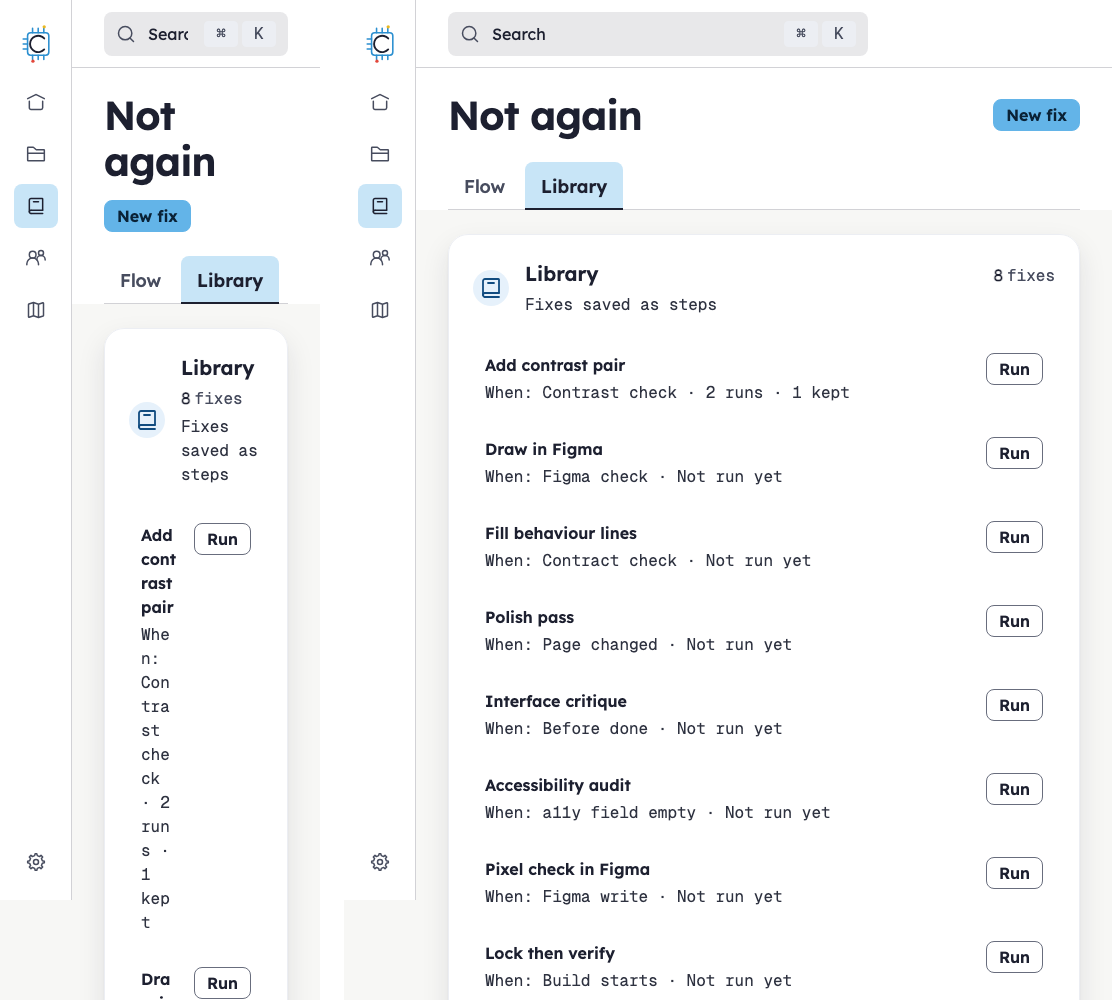 C
Searc ⌘ K
Not
again
New fix
Flow Library
Library
8 fixes
Fixes
saved as
steps
Add
cont
rast
pair
Run
Whe
n:
Con
tra
st
che
ck
· 2
run
s ·
1
kep
t
Dra
Run
C
Search ⌘ K
Not again
New fix
Flow Library
Library
8 fixes
Fixes saved as steps
Add contrast pair
Run
When: Contrast check · 2 runs · 1 kept
Draw in Figma
Run
When: Figma check · Not run yet
Fill behaviour lines
Run
When: Contract check · Not run yet
Polish pass
Run
When: Page changed · Not run yet
Interface critique
Run
When: Before done · Not run yet
Accessibility audit
Run
When: a11y field empty · Not run yet
Pixel check in Figma
Run
When: Figma write · Not run yet
Lock then verify
Run
When: Build starts · Not run yet